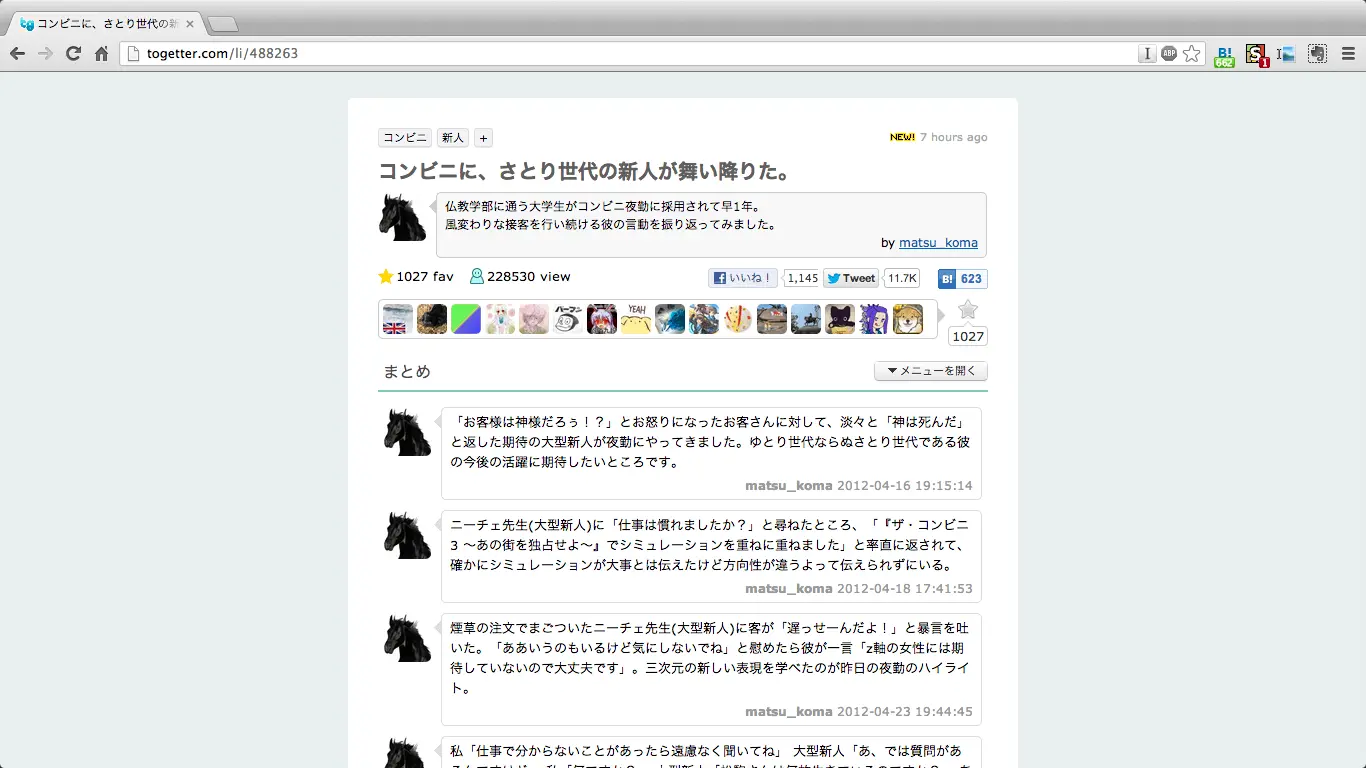 コンビニに、さとり世代の新
togetter.com/li/488263
ABP
B!
662
S
1
コンビニ 新人 +
NEW! 7 hours ago
コンビニに、さとり世代の新人が舞い降りた。
仏教学部に通う大学生がコンビニ夜勤に採用されて早1年。
風変わりな接客を行い続ける彼の言動を振り返ってみました。
by matsu_koma
1027 fav 228530 view
いいね! 1,145 Tweet 11.7K B! 623
パーマン
YEAH
1027
まとめ
▼メニューを開く
「お客様は神様だろぅ!?」とお怒りになったお客さんに対して、淡々と「神は死んだ」
と返した期待の大型新人が夜勤にやってきました。ゆとり世代ならぬさとり世代である彼
の今後の活躍に期待したいところです。
matsu_koma 2012-04-16 19:15:14
ニーチェ先生(大型新人)に「仕事は慣れましたか?」と尋ねたところ、「『ザ・コンビニ
3 〜あの街を独占せよ〜』でシミュレーションを重ねに重ねました」と率直に返されて、
確かにシミュレーションが大事とは伝えたけど方向性が違うよって伝えられずにいる。
matsu_koma 2012-04-18 17:41:53
煙草の注文でまごついたニーチェ先生(大型新人)に客が「遅っせーんだよ!」と暴言を吐
いた。「ああいうのもいるけど気にしないでね」と慰めたら彼が一言「z軸の女性には期
待していないので大丈夫です」。三次元の新しい表現を学べたのが昨日の夜勤のハイライ
ト。
matsu_koma 2012-04-23 19:44:45
私「仕事で分からないことがあったら遠慮なく聞いてね」 大型新人「あ、では質問があ